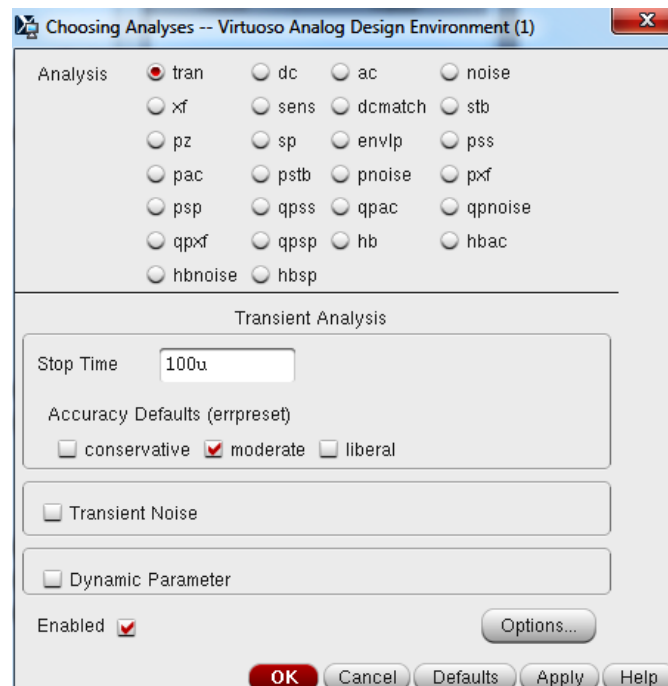 Choosing Analyses -- Virtuoso Analog Design Environment (1)
Analysis tran dc ac noise
xf sens dcmatch stb
pz sp envlp pss
pac pstb pnoise pxf
psp qpss qpac qpnoise
qpxf qpsp hb hbac
hbnoise hbsp
Transient Analysis
Stop Time 100u
Accuracy Defaults (errpreset)
conservative moderate liberal
Transient Noise
Dynamic Parameter
Enabled Options...
OK Cancel Defaults Apply Help